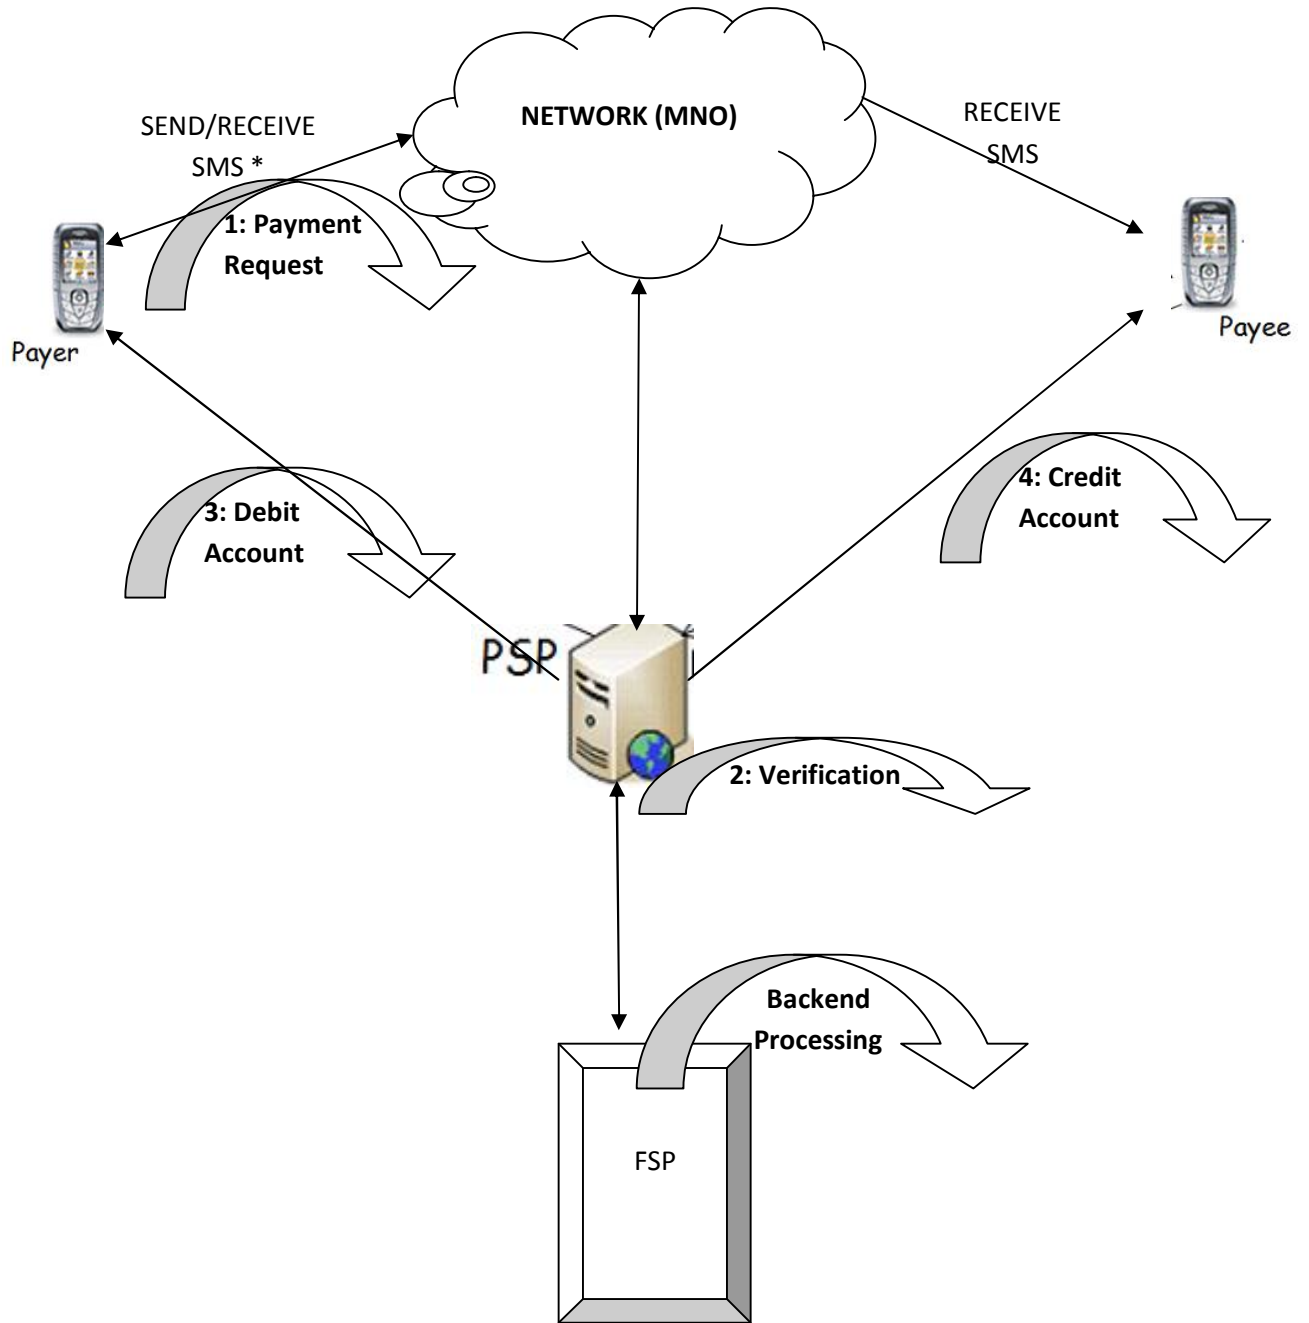 NETWORK (MNO)
SEND/RECEIVE
SMS *
RECEIVE
SMS
1: Payment
Request
Payer
Payee
3: Debit
Account
4: Credit
Account
PSP
2: Verification
Backend
Processing
FSP